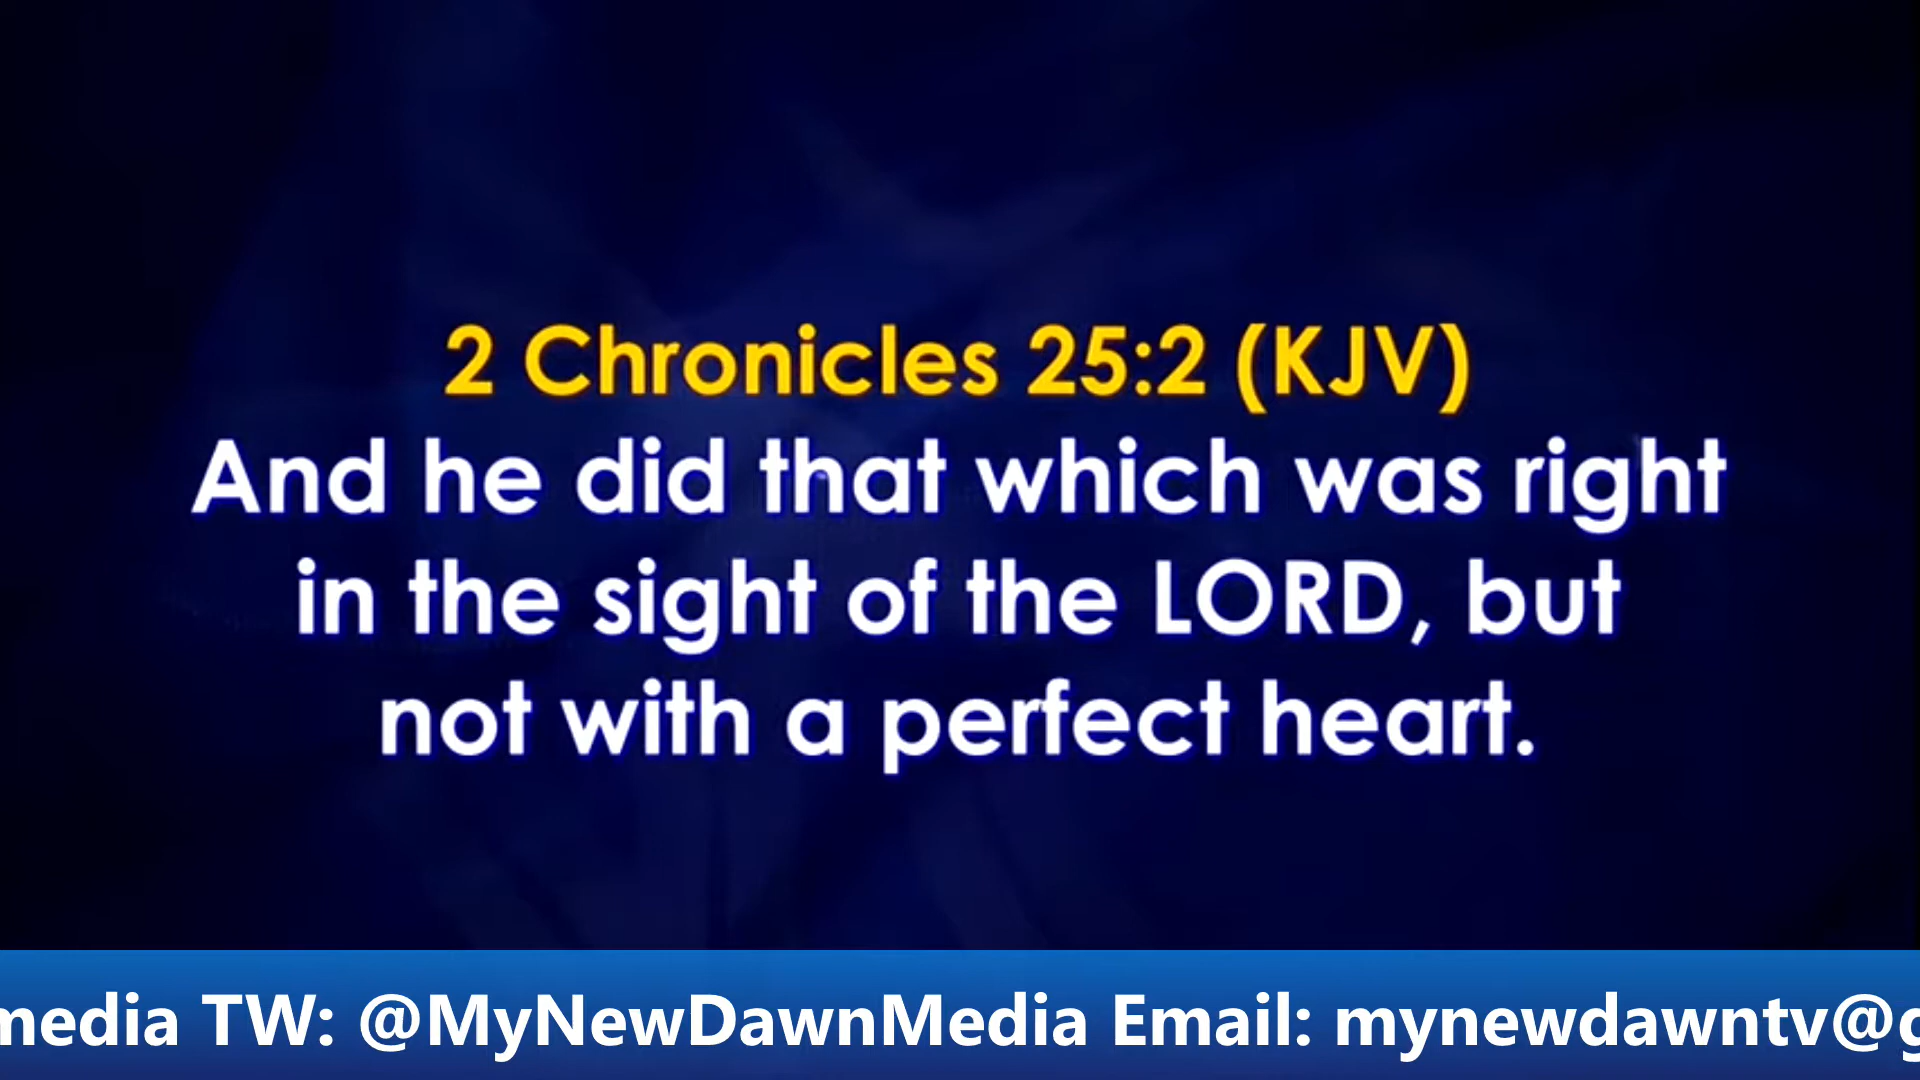 2 Chronicles 25:2 (KJV)
And he did that which was right
in the sight of the LORD, but
not with a perfect heart.
media TW: @MyNewDawnMedia Email: mynewdawntv@g